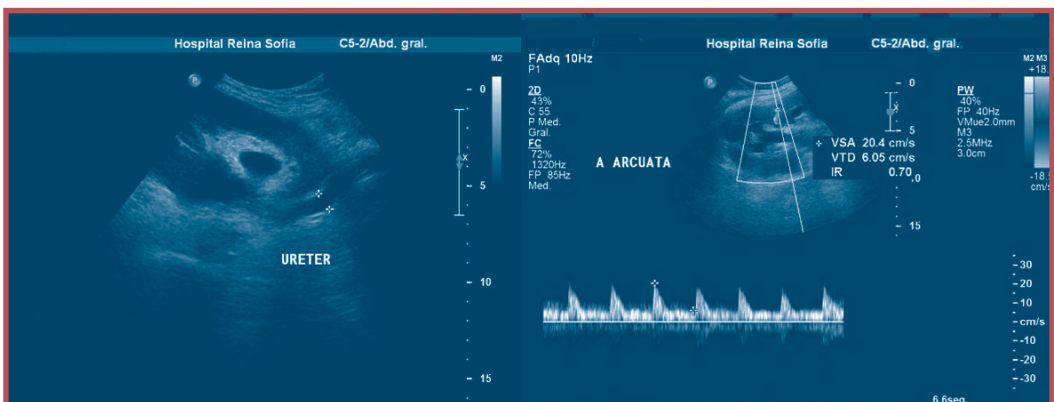 Hospital Reina Sofia C5-2/Abd. gral.
M2
P
0
X
5
URETER
10
15
Hospital Reina Sofia C5-2/Abd. gral.
FAdq 10Hz
P1
2D
43%
C 55
P Med.
Gral.
FC
72%
1320Hz
FP 85Hz
Med.
A ARCUATA
P
0
X
5
VSA 20.4 cm/s
VTD 6.05 cm/s
IR 0.70
15
PW
40%
FP 40Hz
VMue2.0mm
M3
2.5MHz
3.0cm
M2 M3
+18.
-18.
cm/s
30
20
10
cm/s
-10
-20
-30
6.6seg